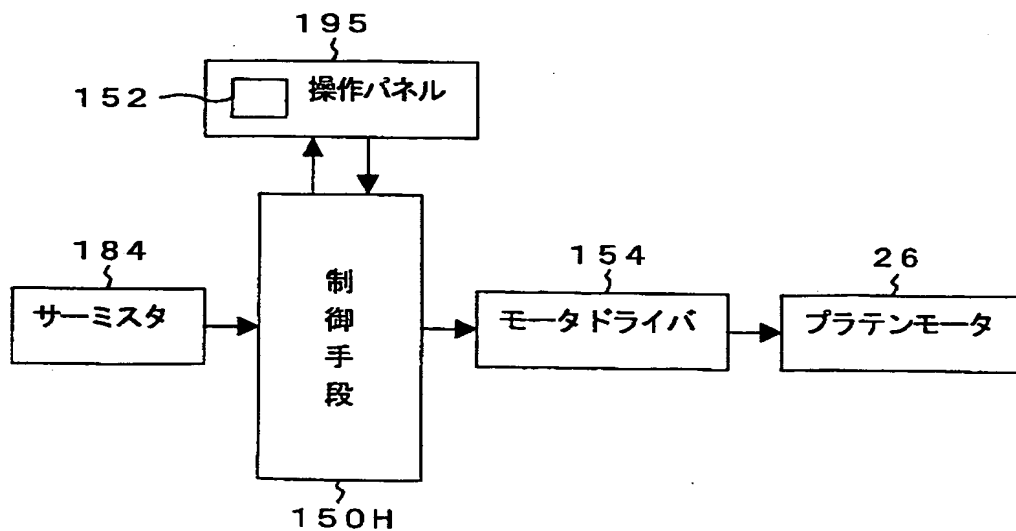 195
152
操作パネル
184
サーミスタ
制御手段
154
モータドライバ
26
プラテンモータ
150H